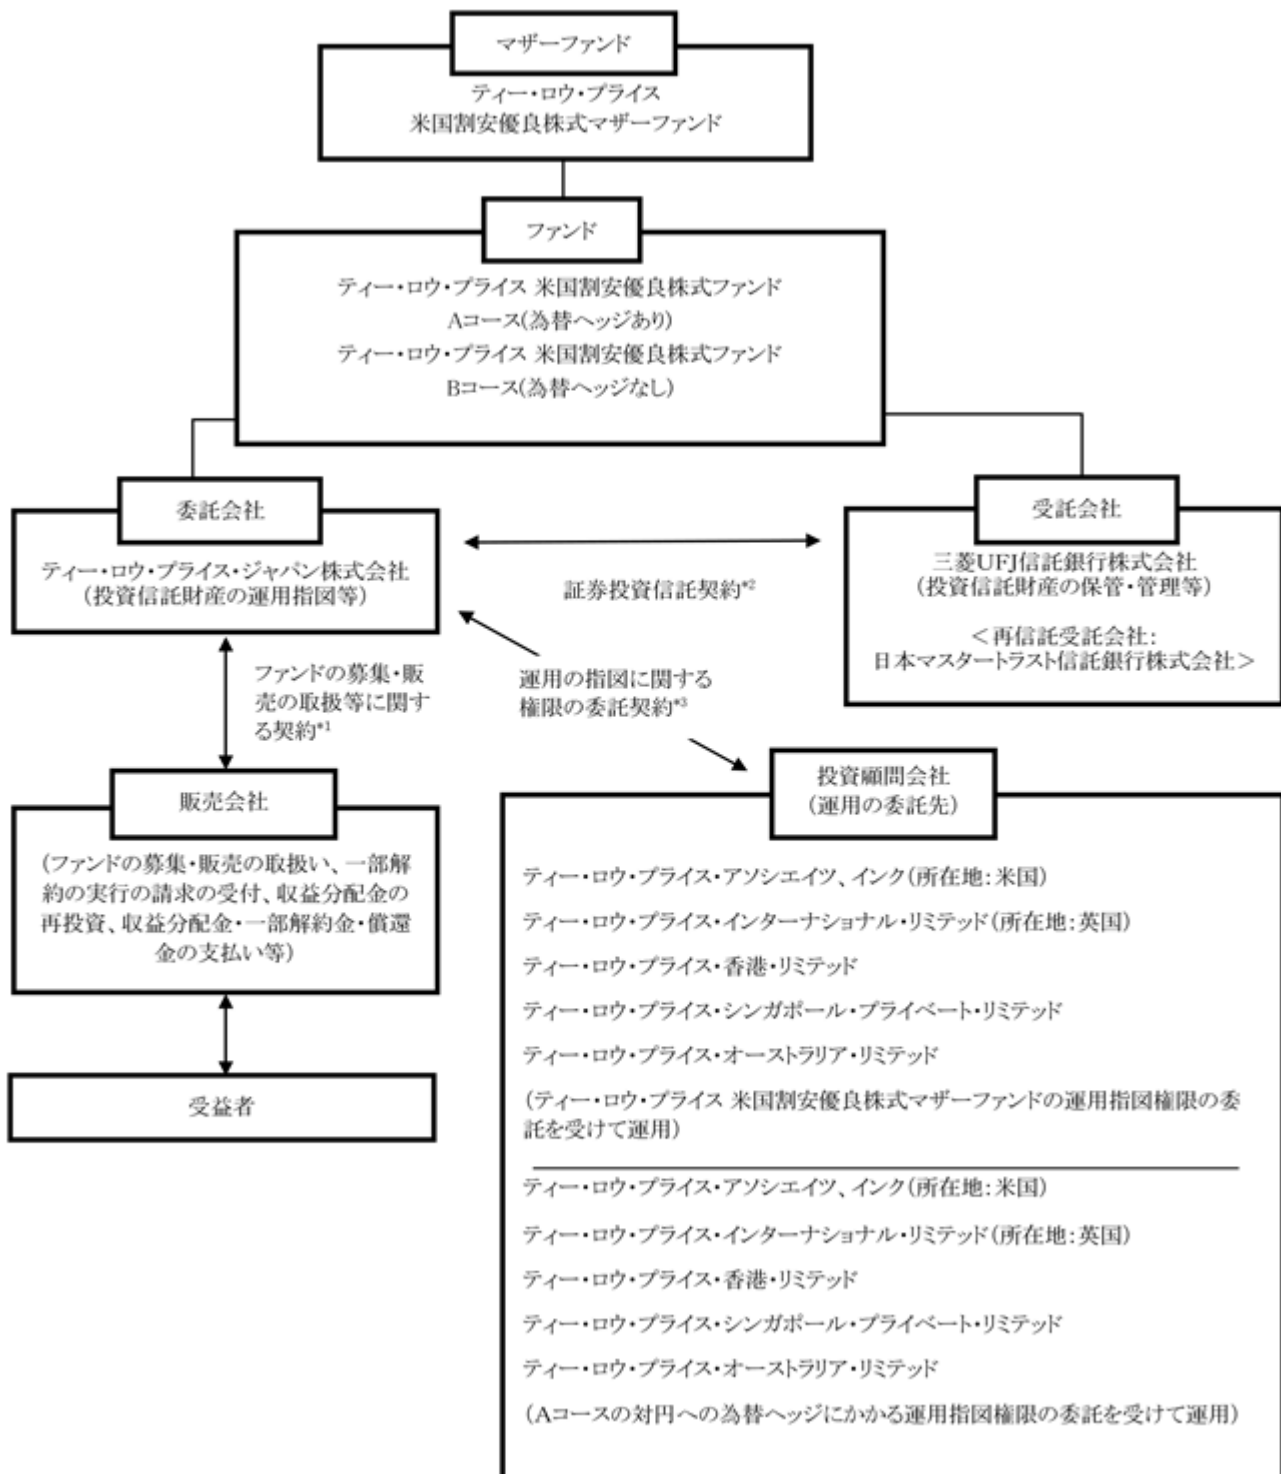 マザーファンド
ティー・ロウ・プライス
米国割安優良株式マザーファンド
ファンド
ティー・ロウ・プライス 米国割安優良株式ファンド
Aコース(為替ヘッジあり)
ティー・ロウ・プライス 米国割安優良株式ファンド
Bコース(為替ヘッジなし)
委託会社
ティー・ロウ・プライス・ジャパン株式会社
(投資信託財産の運用指図等)
証券投資信託契約*2
受託会社
三菱UFJ信託銀行株式会社
(投資信託財産の保管・管理等)
＜再信託受託会社:
日本マスタートラスト信託銀行株式会社＞
ファンドの募集・販
売の取扱等に関す
る契約*1
運用の指図に関する
権限の委託契約*3
販売会社
(ファンドの募集・販売の取扱い、一部解
約の実行の請求の受付、収益分配金の
再投資、収益分配金・一部解約金・償還
金の支払い等)
受益者
投資顧問会社
(運用の委託先)
ティー・ロウ・プライス・アソシエイツ、インク(所在地:米国)
ティー・ロウ・プライス・インターナショナル・リミテッド(所在地:英国)
ティー・ロウ・プライス・香港・リミテッド
ティー・ロウ・プライス・シンガポール・プライベート・リミテッド
ティー・ロウ・プライス・オーストラリア・リミテッド
(ティー・ロウ・プライス 米国割安優良株式マザーファンドの運用指図権限の委
託を受けて運用)
ティー・ロウ・プライス・アソシエイツ、インク(所在地:米国)
ティー・ロウ・プライス・インターナショナル・リミテッド(所在地:英国)
ティー・ロウ・プライス・香港・リミテッド
ティー・ロウ・プライス・シンガポール・プライベート・リミテッド
ティー・ロウ・プライス・オーストラリア・リミテッド
(Aコースの対円への為替ヘッジにかかる運用指図権限の委託を受けて運用)